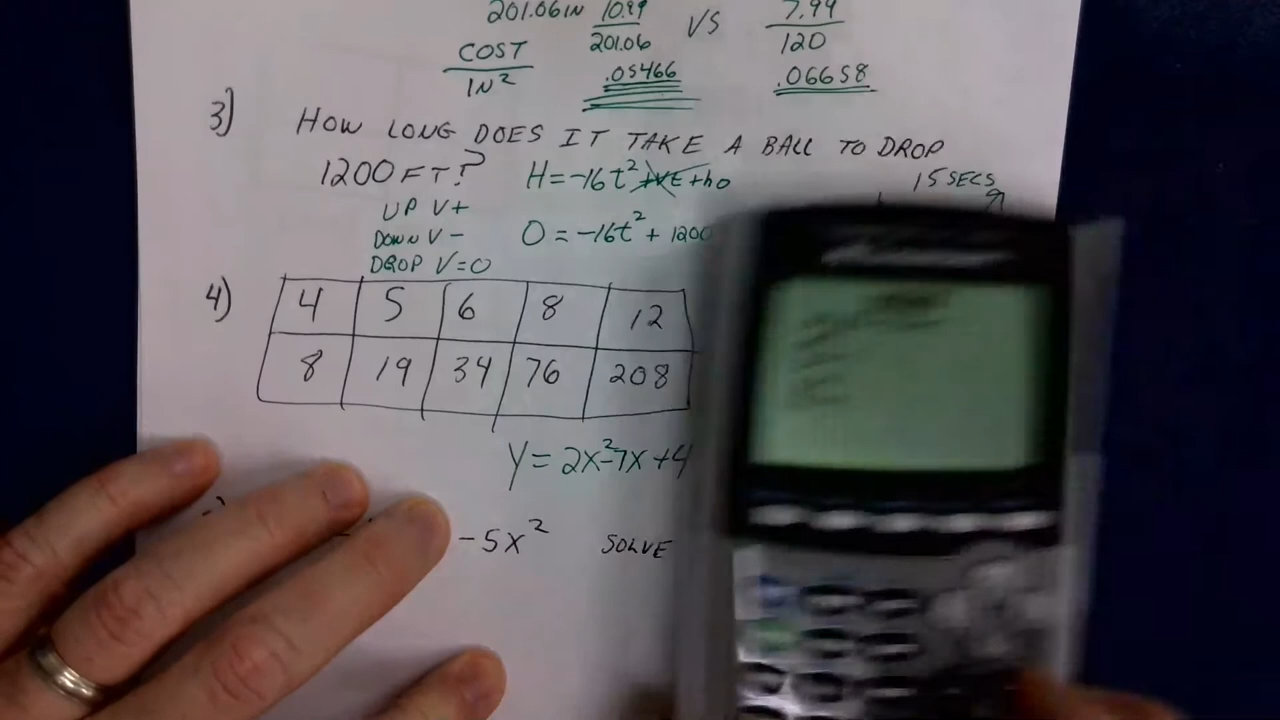 201.06IN 10.99 VS 7.99
COST 201.06 120
IN² .05466 .06658
3) HOW LONG DOES IT TAKE A BALL TO DROP
1200 FT? H=-16t²+Vt+ho 15 SECS
UP V+
DOWN V- 0=-16t²+1200
DROP V=0
4) 4 5 6 8 12
8 19 34 76 208
Y=2x²-7x+4
-5x² SOLVE